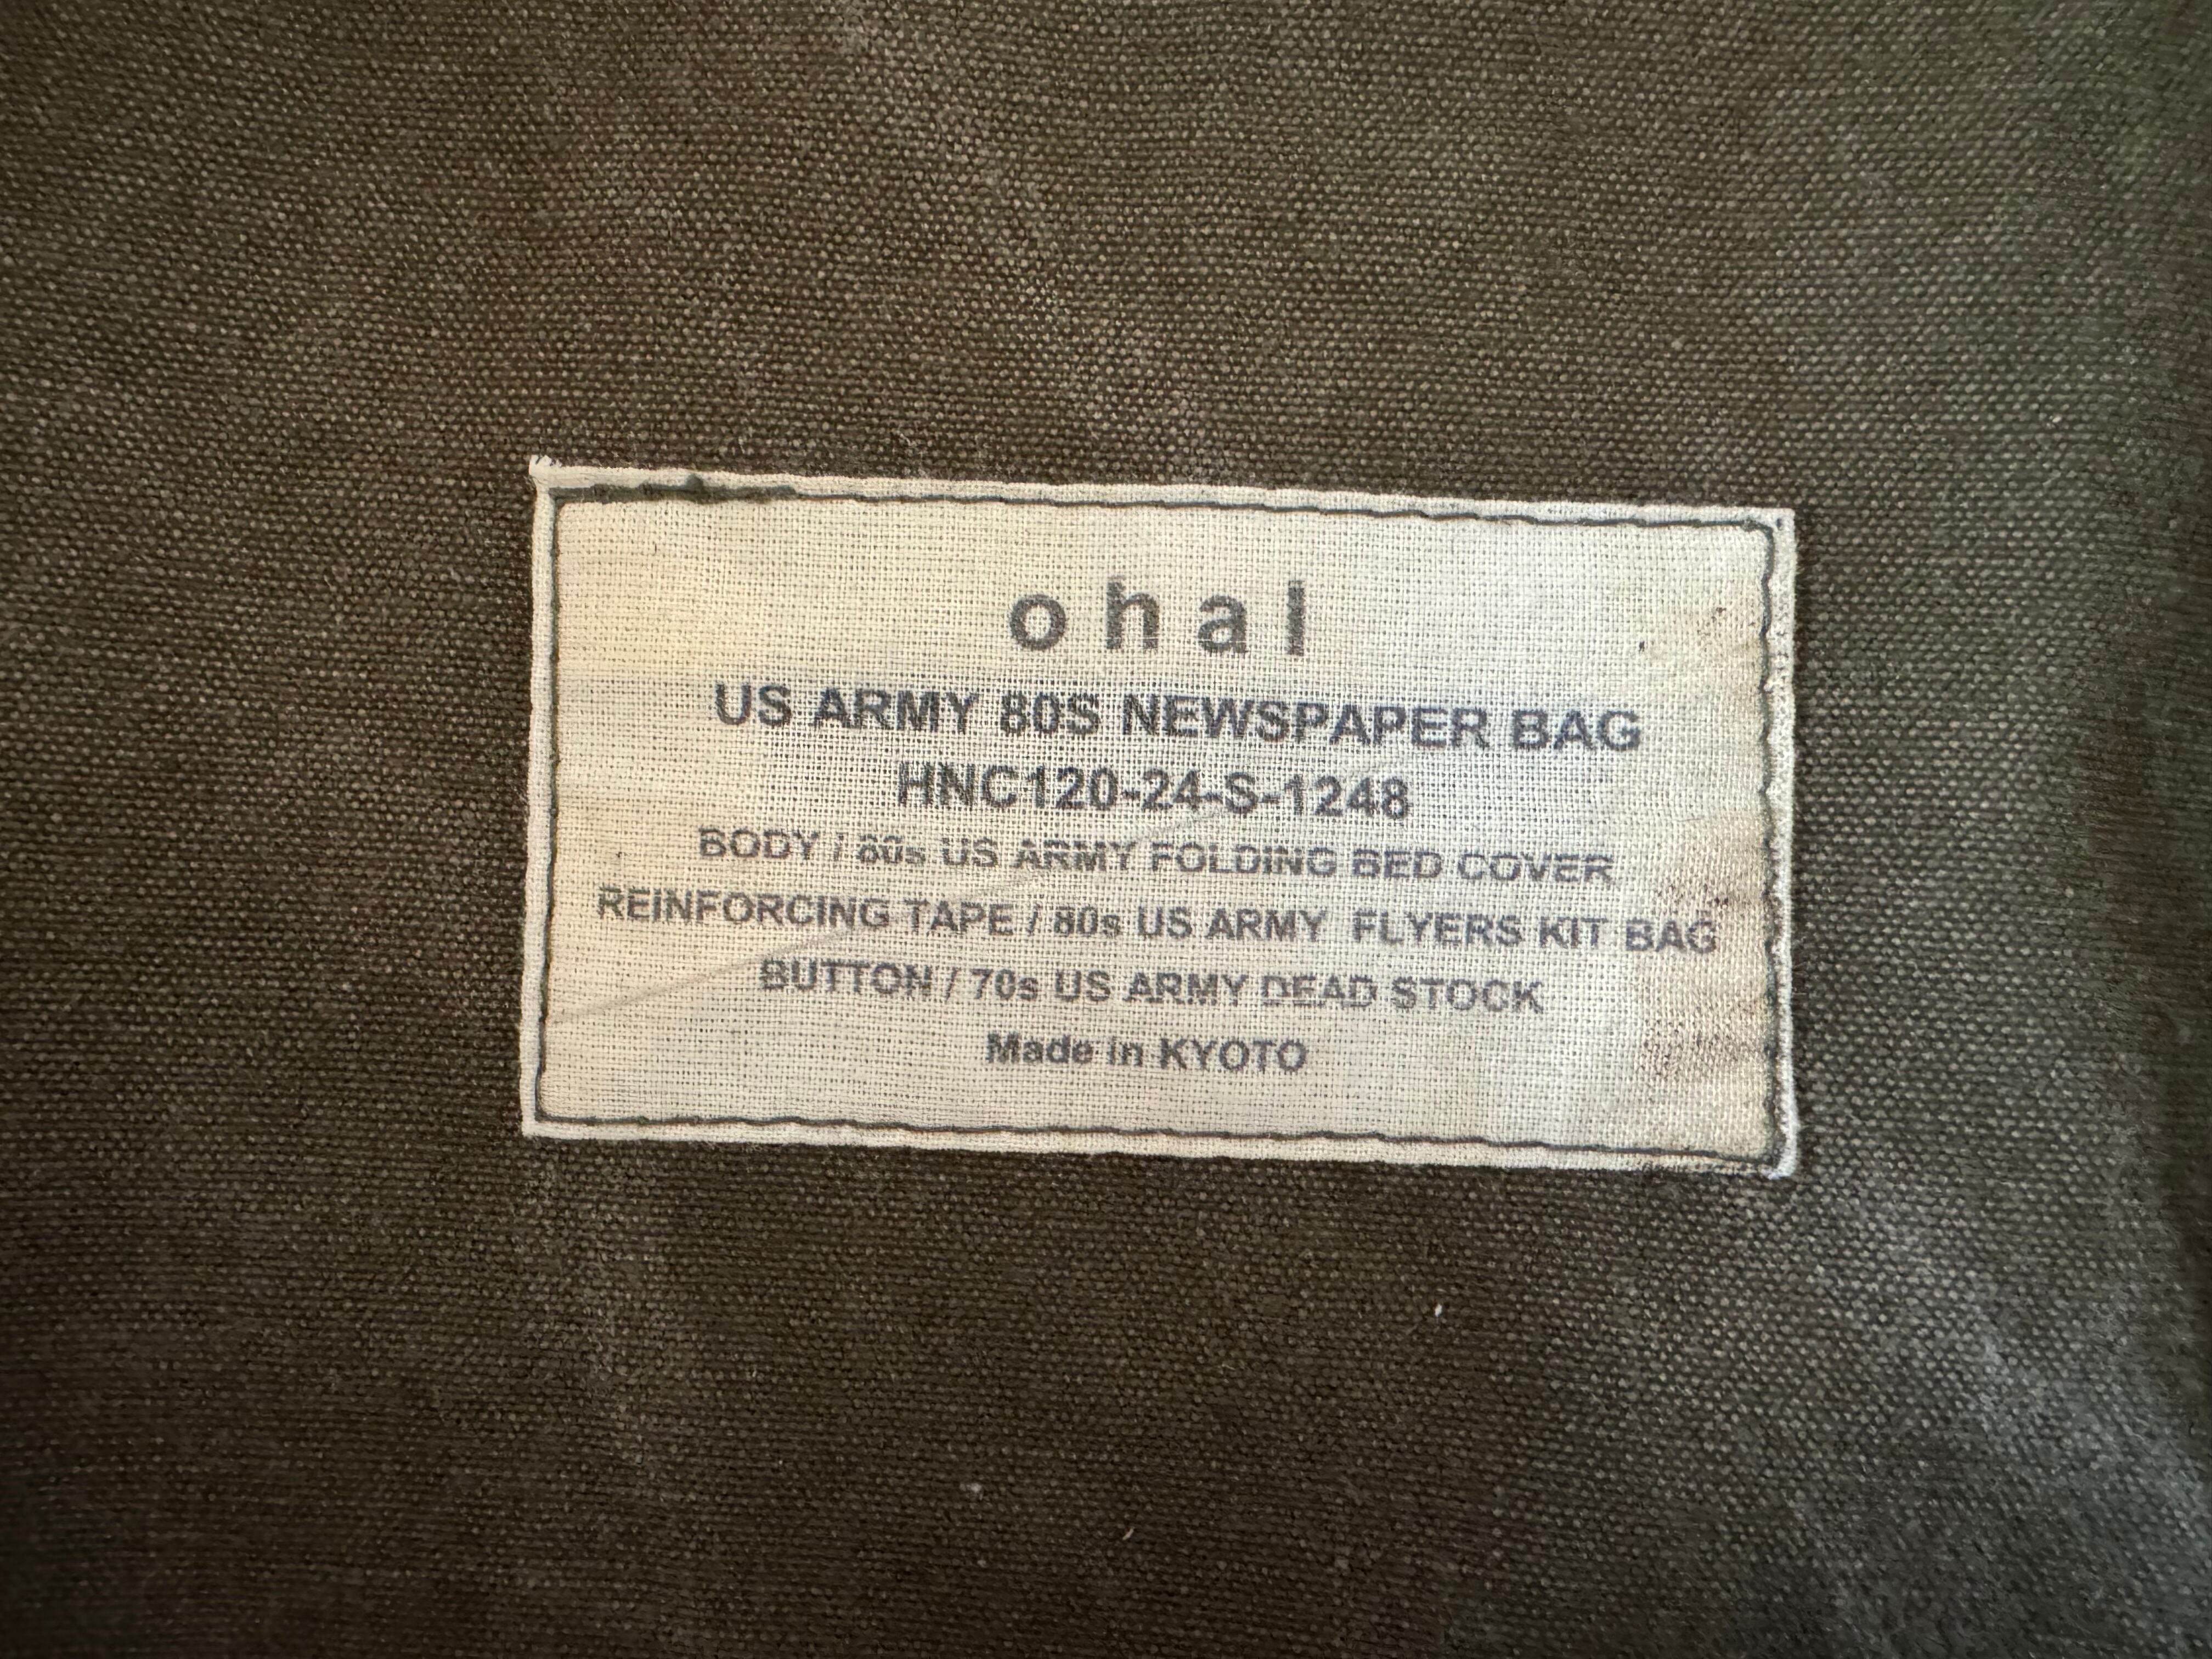 ohal
US ARMY 80S NEWSPAPER BAG
HNC120-24-S-1248
BODY / 80s US ARMY FOLDING BED COVER
REINFORCING TAPE / 80s US ARMY FLYERS KIT BAG
BUTTON / 70s US ARMY DEAD STOCK
Made in KYOTO